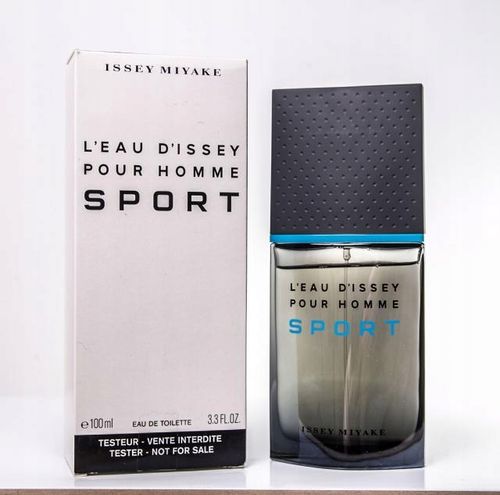 ISSEY MIYAKE
L'EAU D'ISSEY
POUR HOMME
SPORT
℮100ml
EAU DE TOILETTE
3.3 FL.OZ.
TESTEUR - VENTE INTERDITE
TESTER - NOT FOR SALE
L'EAU D'ISSEY
POUR HOMME
SPORT
ISSEY MIYAKE